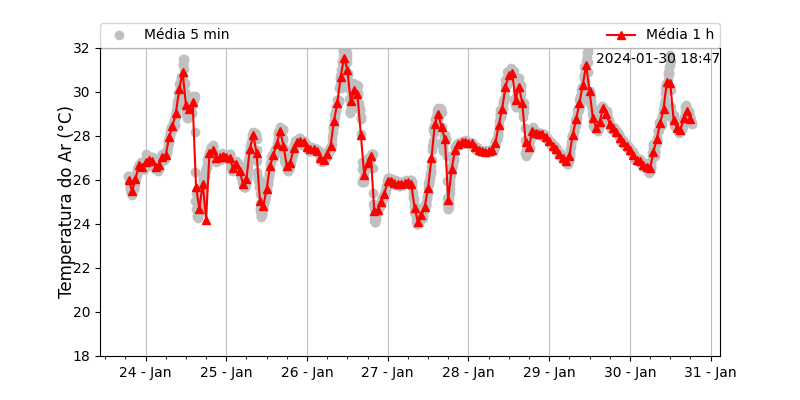 Média 5 min
Média 1 h
2024-01-30 18:47
Temperatura do Ar (°C)
32
30
28
26
24
22
20
18
24 - Jan
25 - Jan
26 - Jan
27 - Jan
28 - Jan
29 - Jan
30 - Jan
31 - Jan